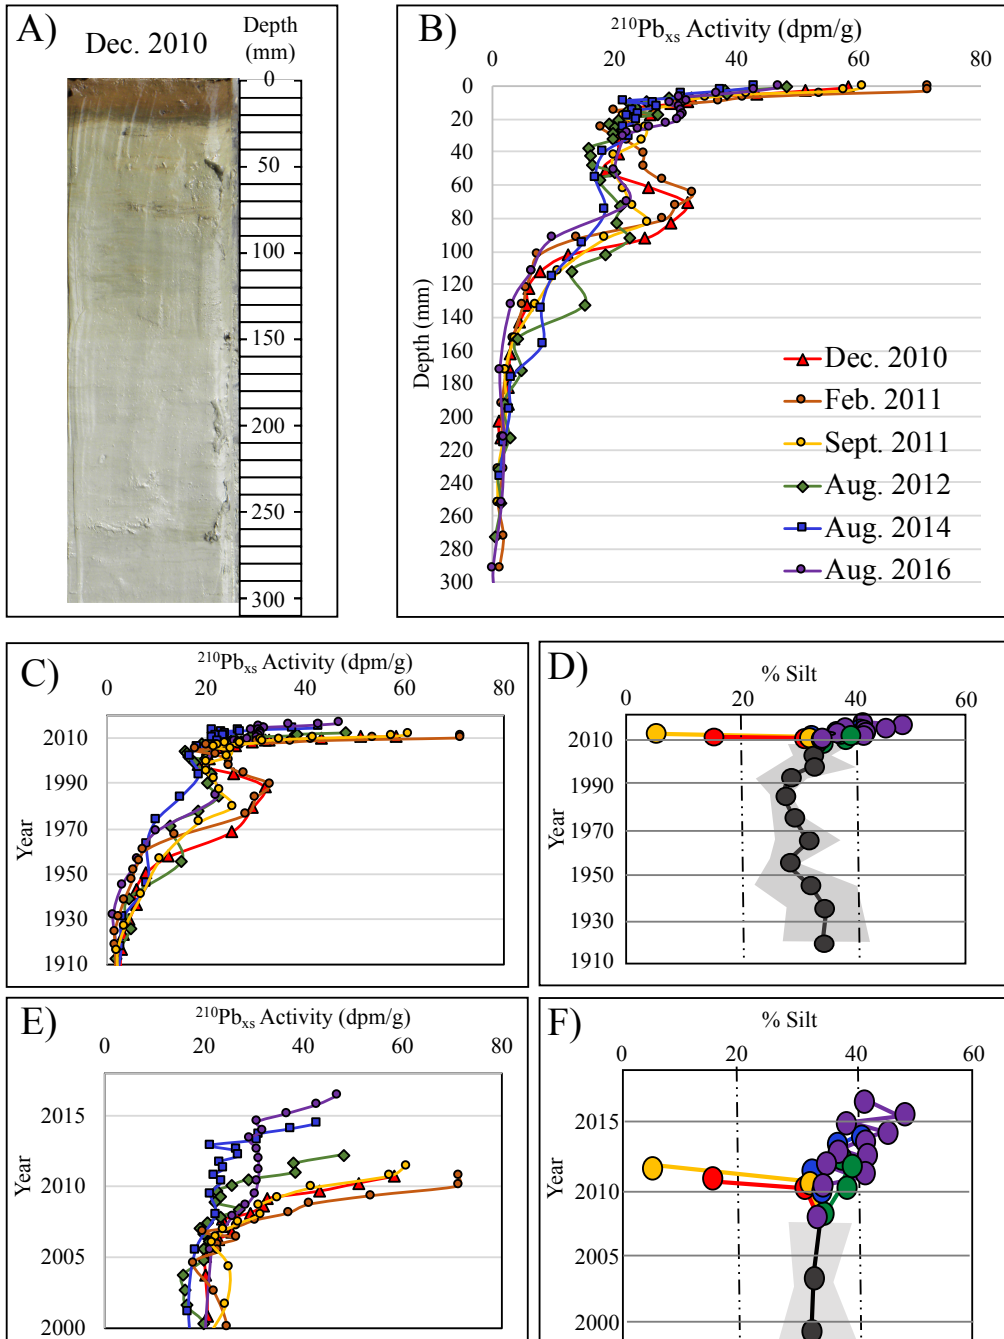 A)
Dec. 2010
Depth
(mm)
0
50
100
150
200
250
300
B)
²¹⁰Pbxs Activity (dpm/g)
0 20 40 60 80
Depth (mm)
0
20
40
60
80
100
120
140
160
180
200
220
240
260
280
300
Dec. 2010
Feb. 2011
Sept. 2011
Aug. 2012
Aug. 2014
Aug. 2016
C)
²¹⁰Pbxs Activity (dpm/g)
0 20 40 60 80
Year
2010
1990
1970
1950
1930
1910
D)
% Silt
0 20 40 60
Year
2010
1990
1970
1950
1930
1910
E)
²¹⁰Pbxs Activity (dpm/g)
0 20 40 60 80
Year
2015
2010
2005
2000
F)
% Silt
0 20 40 60
Year
2015
2010
2005
2000